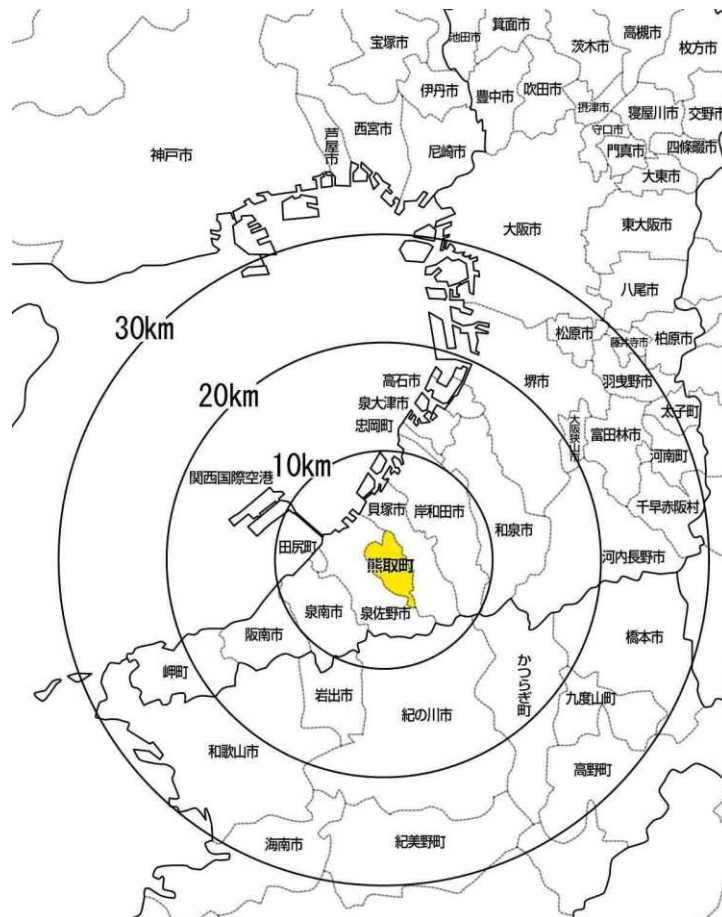 箕面市
池田市
宝塚市
茨木市
高槻市
枚方市
伊丹市
豊中市
吹田市
摂津市
寝屋川市
交野市
守口市
芦屋市
西宮市
尼崎市
神戸市
門真市
四條畷市
大東市
大阪市
東大阪市
八尾市
30km
松原市
藤井寺市
柏原市
20km
高石市
堺市
羽曳野市
泉大津市
忠岡町
大阪狭山市
富田林市
太子町
河南町
10km
関西国際空港
貝塚市
岸和田市
千早赤阪村
和泉市
田尻町
熊取町
河内長野市
泉南市
泉佐野市
阪南市
橋本市
岬町
かつらぎ町
岩出市
紀の川市
九度山町
和歌山市
高野町
海南市
紀美野町